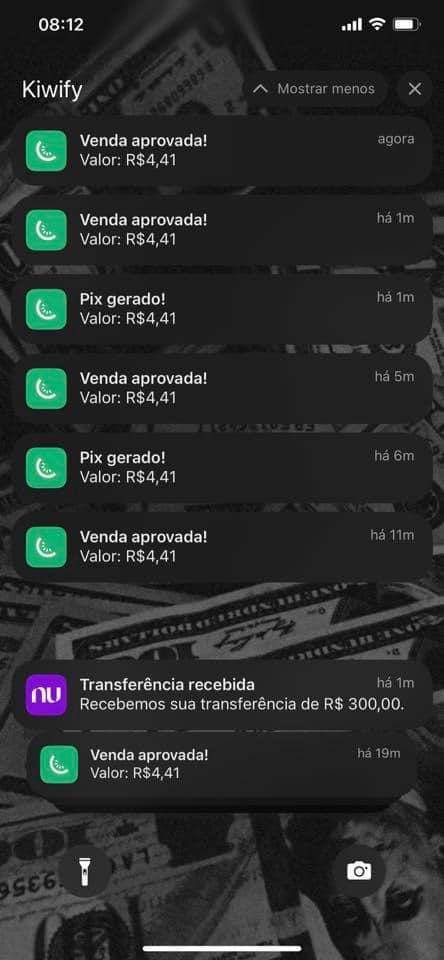 08:12
Kiwify
Mostrar menos
Venda aprovada!
agora
Valor: R$4,41
Venda aprovada!
há 1m
Valor: R$4,41
Pix gerado!
há 1m
Valor: R$4,41
Venda aprovada!
há 5m
Valor: R$4,41
Pix gerado!
há 6m
Valor: R$4,41
Venda aprovada!
há 11m
Valor: R$4,41
nu
Transferência recebida
há 1m
Recebemos sua transferência de R$ 300,00.
Venda aprovada!
há 19m
Valor: R$4,41